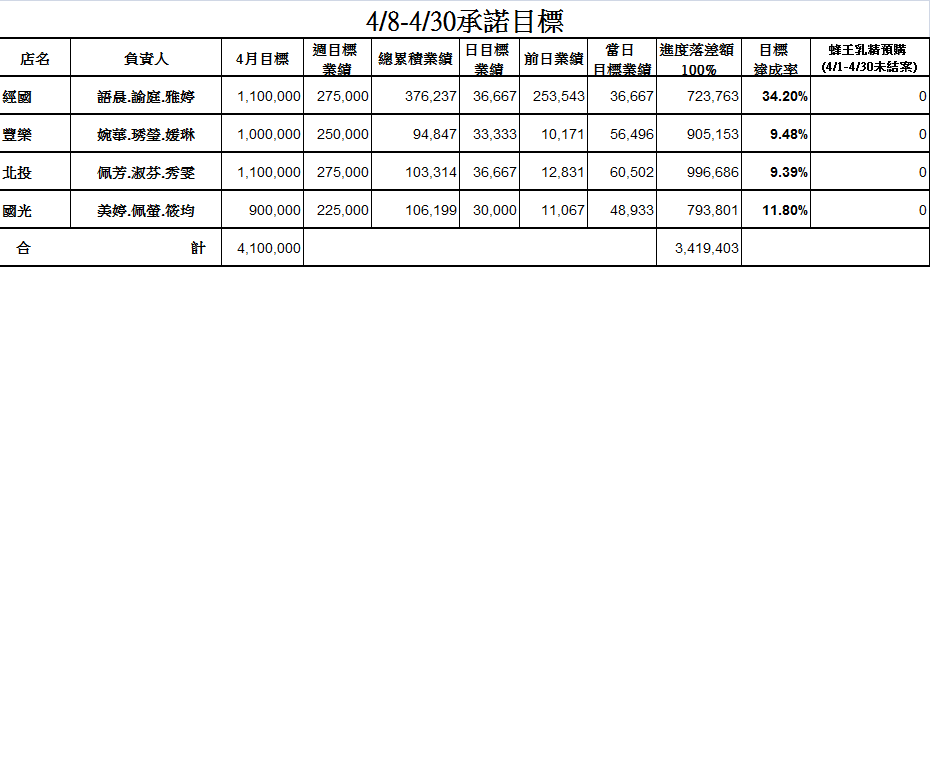 4/8-4/30承諾目標
店名 負責人 4月目標 週目標業績 總累積業績 日目標業績 前日業績 當日目標業績 進度落差額100% 目標達成率 蜂王乳精預購(4/1-4/30未結案)
經國 語晨.諭庭.雅婷 1,100,000 275,000 376,237 36,667 253,543 36,667 723,763 34.20% 0
豐樂 婉華.琇瑩.媛琳 1,000,000 250,000 94,847 33,333 10,171 56,496 905,153 9.48% 0
北投 佩芳.淑芬.秀雯 1,100,000 275,000 103,314 36,667 12,831 60,502 996,686 9.39% 0
國光 美婷.佩螢.筱均 900,000 225,000 106,199 30,000 11,067 48,933 793,801 11.80% 0
合計 4,100,000 3,419,403